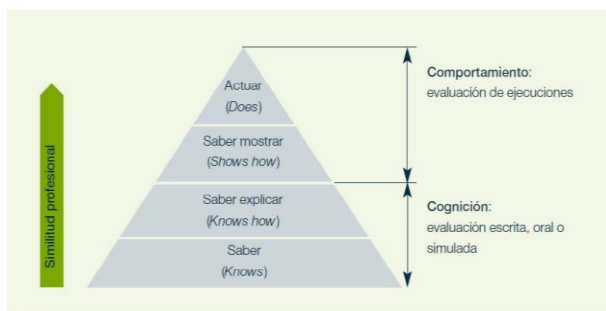 Similitud profesional
Actuar
(Does)
Saber mostrar
(Shows how)
Saber explicar
(Knows how)
Saber
(Knows)
Comportamiento:
evaluación de ejecuciones
Cognición:
evaluación escrita, oral o
simulada